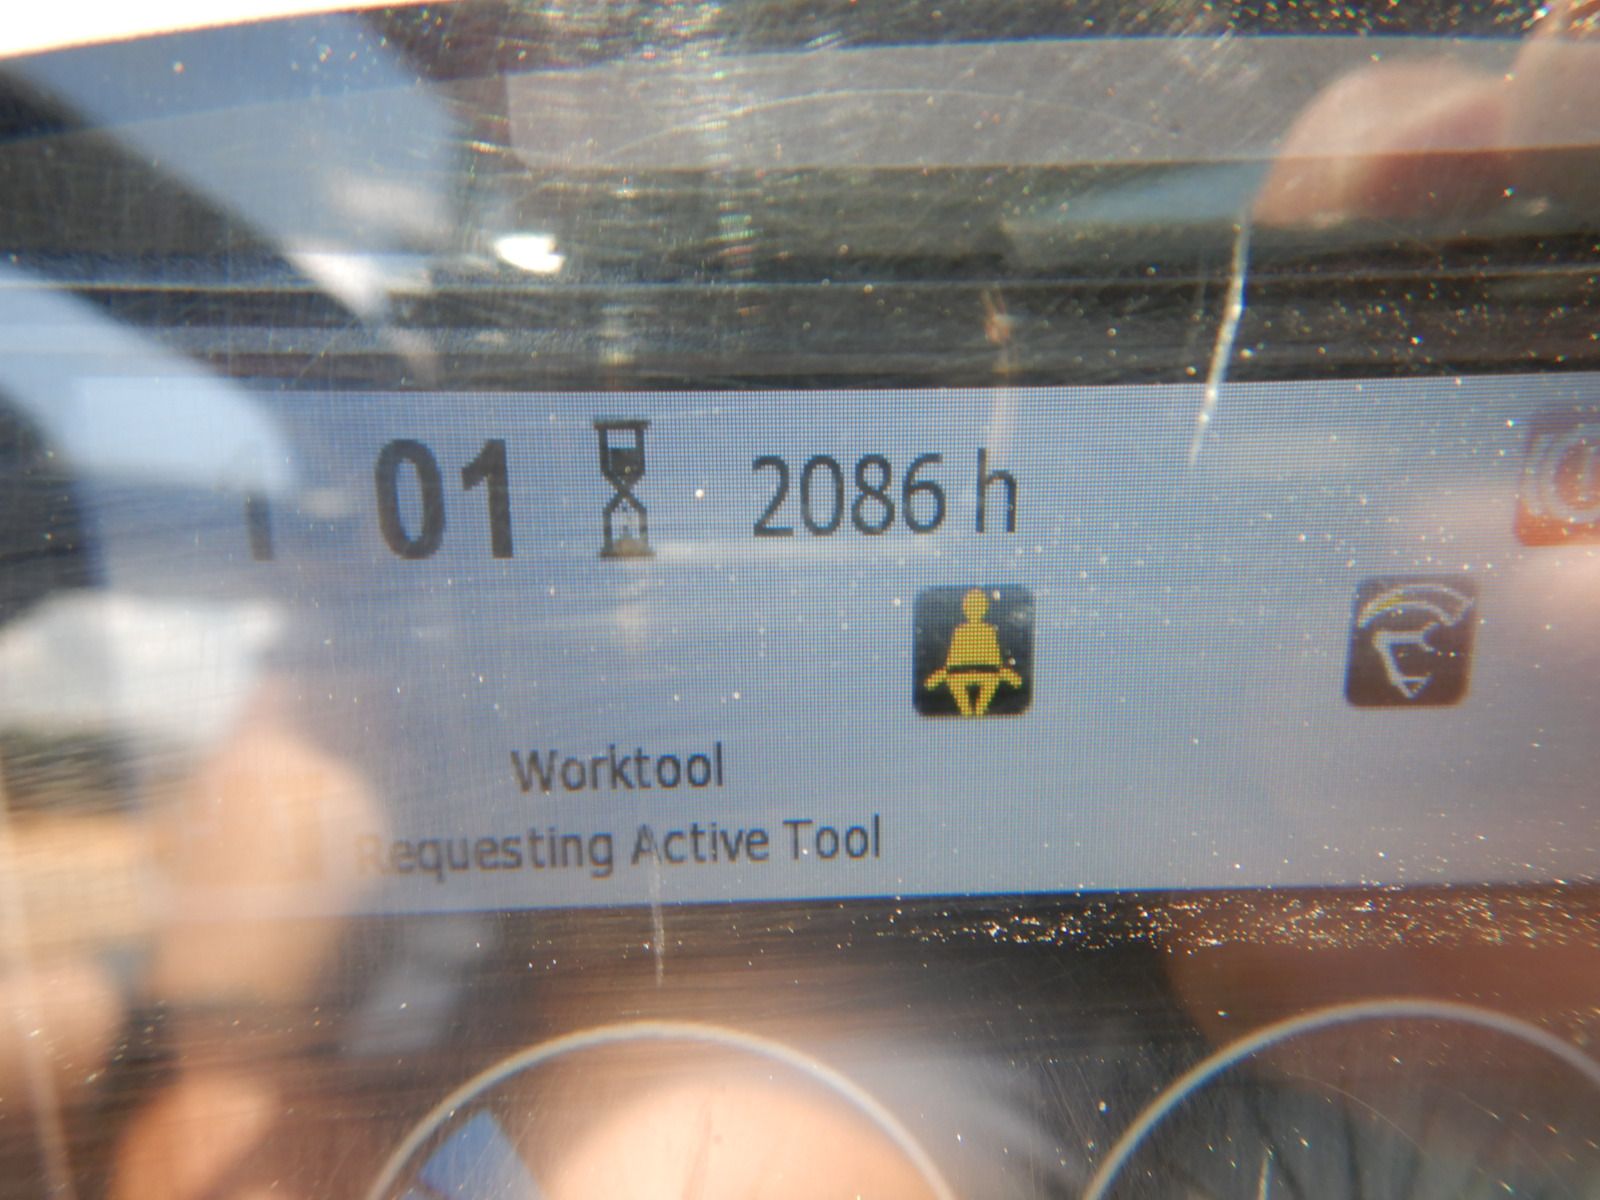 01 2086 h
Worktool
Requesting Active Tool